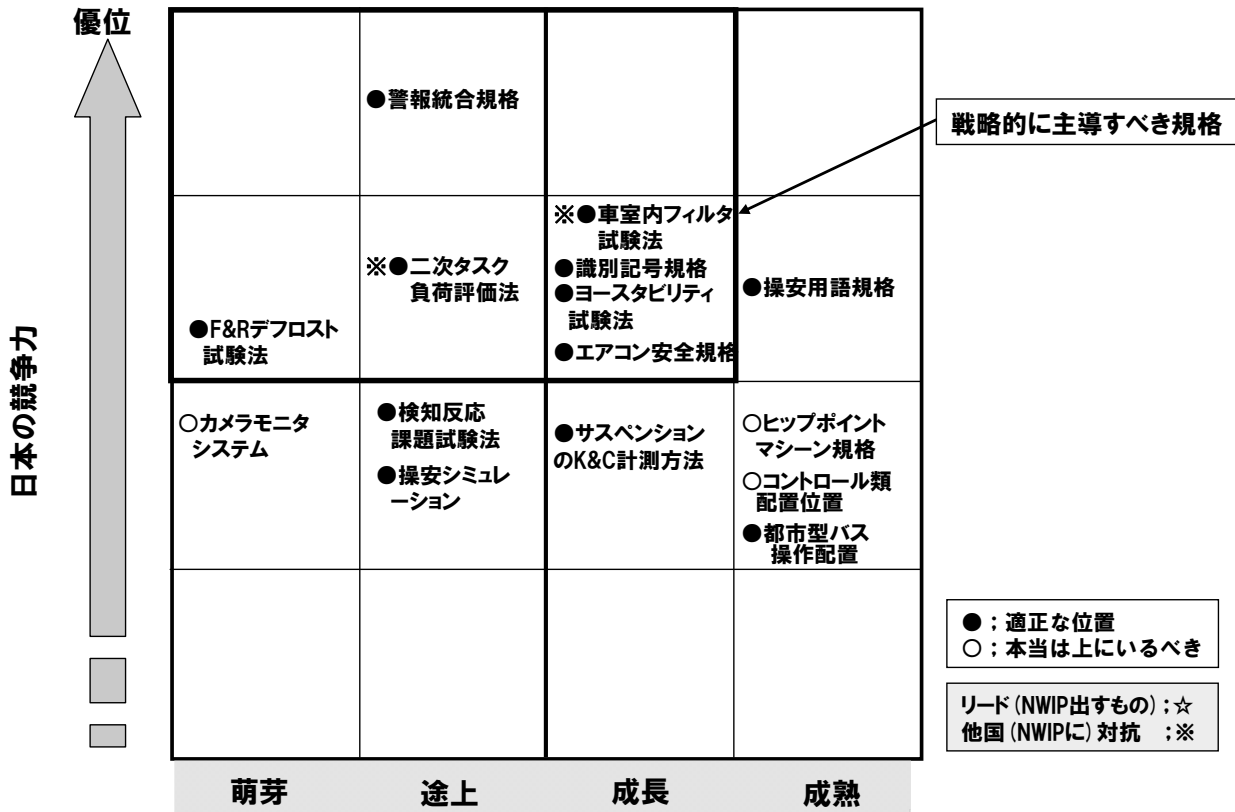 優位
●警報統合規格
戦略的に主導すべき規格
※●車室内フィルタ
試験法
●識別記号規格
●ヨースタビリティ
試験法
●エアコン安全規格
※●二次タスク
負荷評価法
●操安用語規格
●F&Rデフロスト
試験法
日本の競争力
○カメラモニタ
システム
●検知反応
課題試験法
●操安シミュレ
ーション
●サスペンション
のK&C計測方法
○ヒップポイント
マシーン規格
○コントロール類
配置位置
●都市型バス
操作配置
●；適正な位置
○；本当は上にいるべき
リード(NWIP出すもの)；☆
他国(NWIPに)対抗　；※
萌芽
途上
成長
成熟